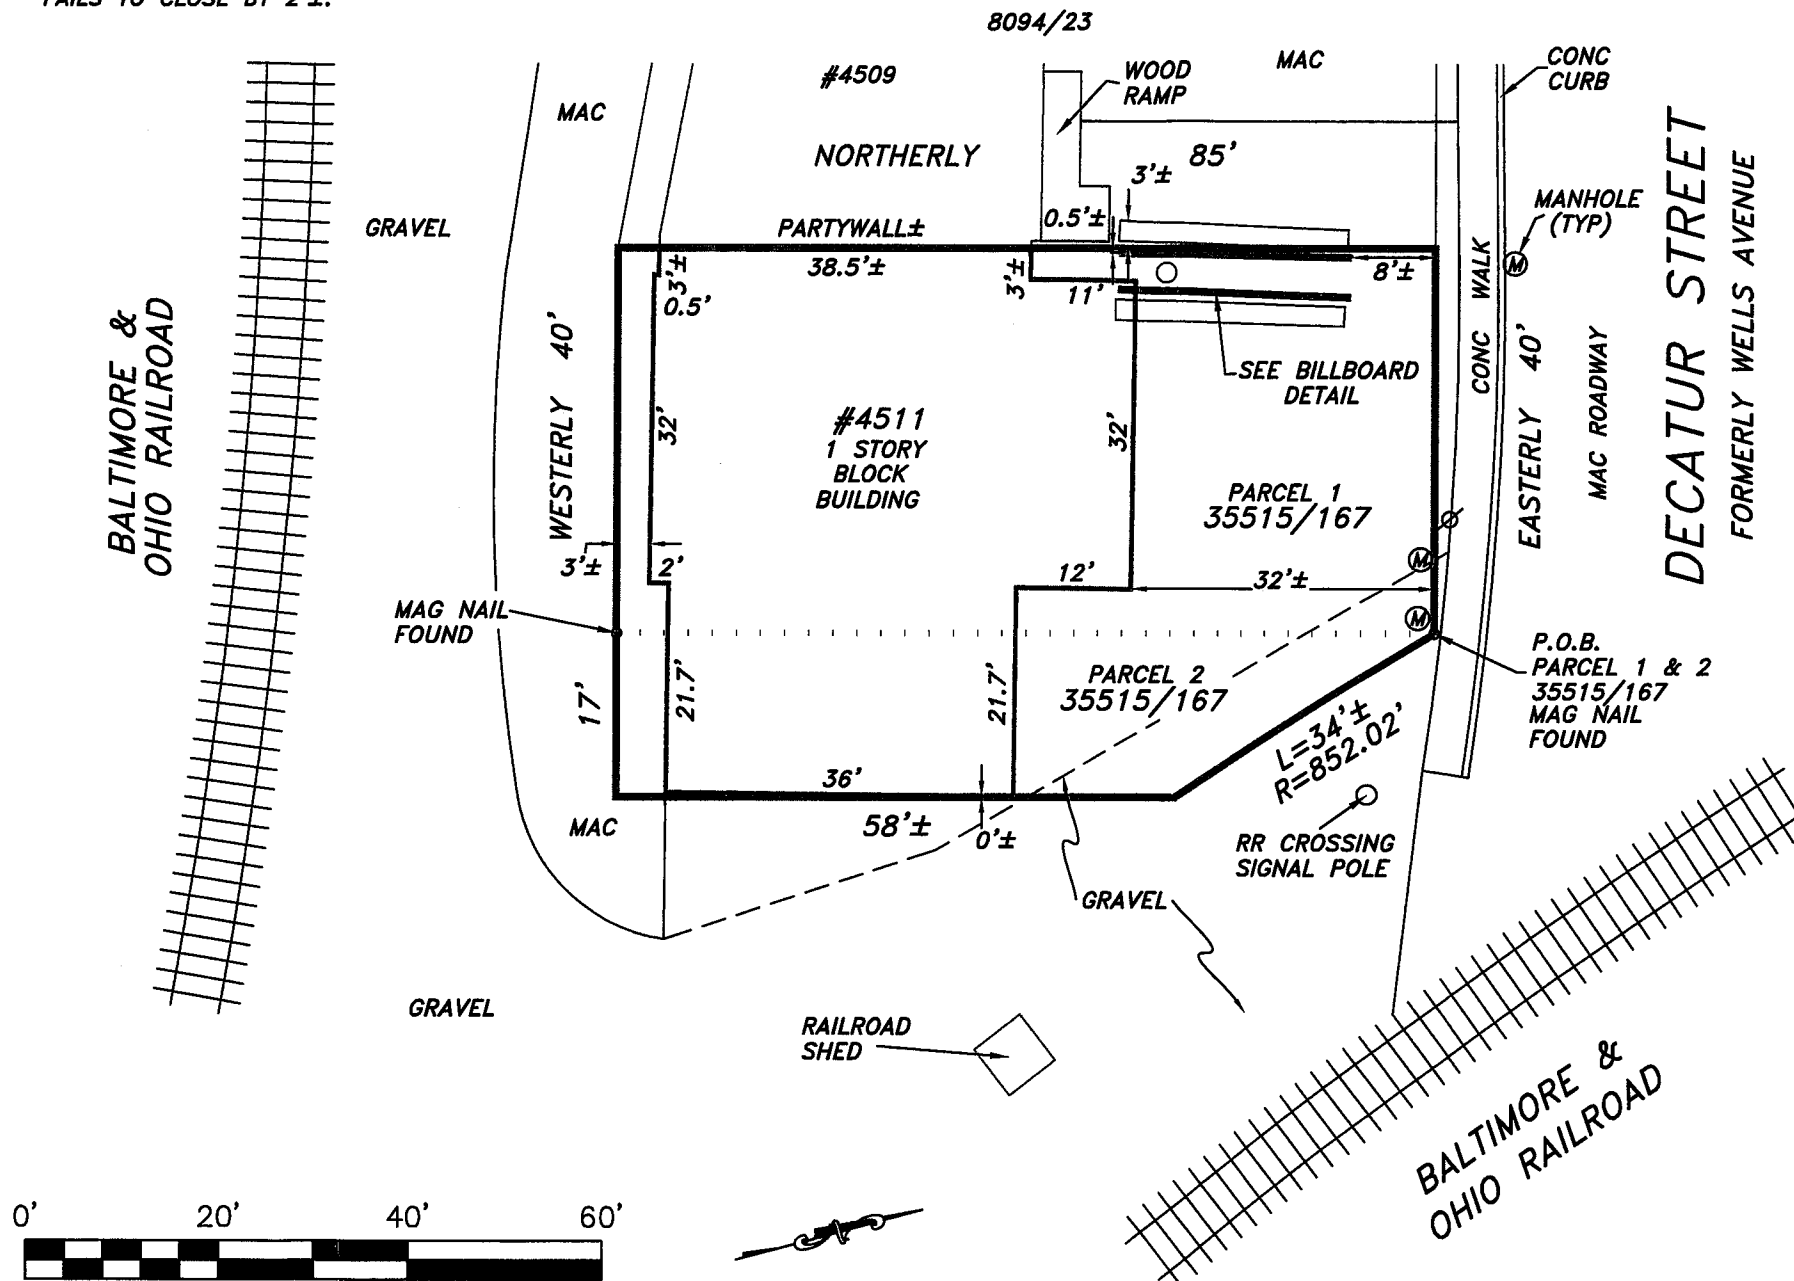 FAILS TO CLOSE BY 2'±.
8094/23
#4509
WOOD
RAMP
MAC
CONC
CURB
MAC
NORTHERLY
85'
3'±
MANHOLE
(TYP)
M
GRAVEL
PARTYWALL±
0.5'±
38.5'±
3'±
0.5'
3'±
11'
8'±
CONC WALK
DECATUR STREET
FORMERLY WELLS AVENUE
BALTIMORE &
OHIO RAILROAD
WESTERLY 40'
32'
#4511
1 STORY
BLOCK
BUILDING
32'
SEE BILLBOARD
DETAIL
EASTERLY 40'
MAC ROADWAY
PARCEL 1
35515/167
3'±
2'
12'
32'±
M
M
MAG NAIL
FOUND
17'
21.7'
21.7'
PARCEL 2
35515/167
P.O.B.
PARCEL 1 & 2
35515/167
MAG NAIL
FOUND
L=34'±
R=852.02'
36'
MAC
58'±
0'±
RR CROSSING
SIGNAL POLE
GRAVEL
GRAVEL
RAILROAD
SHED
BALTIMORE &
OHIO RAILROAD
0' 20' 40' 60'